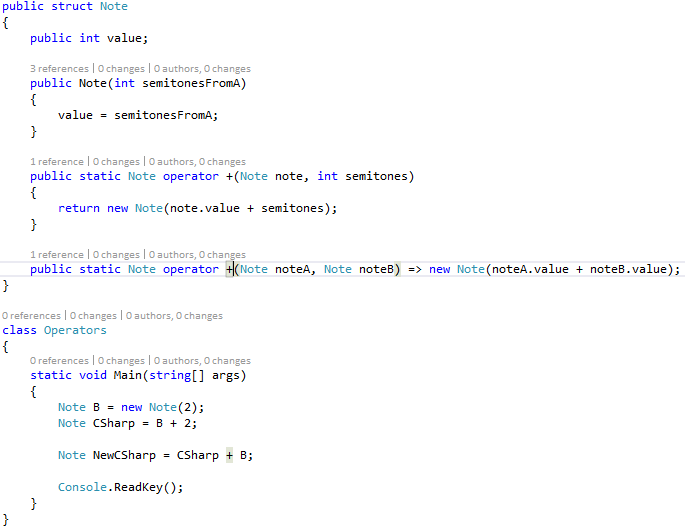 public struct Note
{
    public int value;

    3 references | 0 changes | 0 authors, 0 changes
    public Note(int semitonesFromA)
    {
        value = semitonesFromA;
    }

    1 reference | 0 changes | 0 authors, 0 changes
    public static Note operator +(Note note, int semitones)
    {
        return new Note(note.value + semitones);
    }

    1 reference | 0 changes | 0 authors, 0 changes
    public static Note operator +(Note noteA, Note noteB) => new Note(noteA.value + noteB.value);
}

0 references | 0 changes | 0 authors, 0 changes
class Operators
{
    0 references | 0 changes | 0 authors, 0 changes
    static void Main(string[] args)
    {
        Note B = new Note(2);
        Note CSharp = B + 2;

        Note NewCSharp = CSharp + B;

        Console.ReadKey();
    }
}